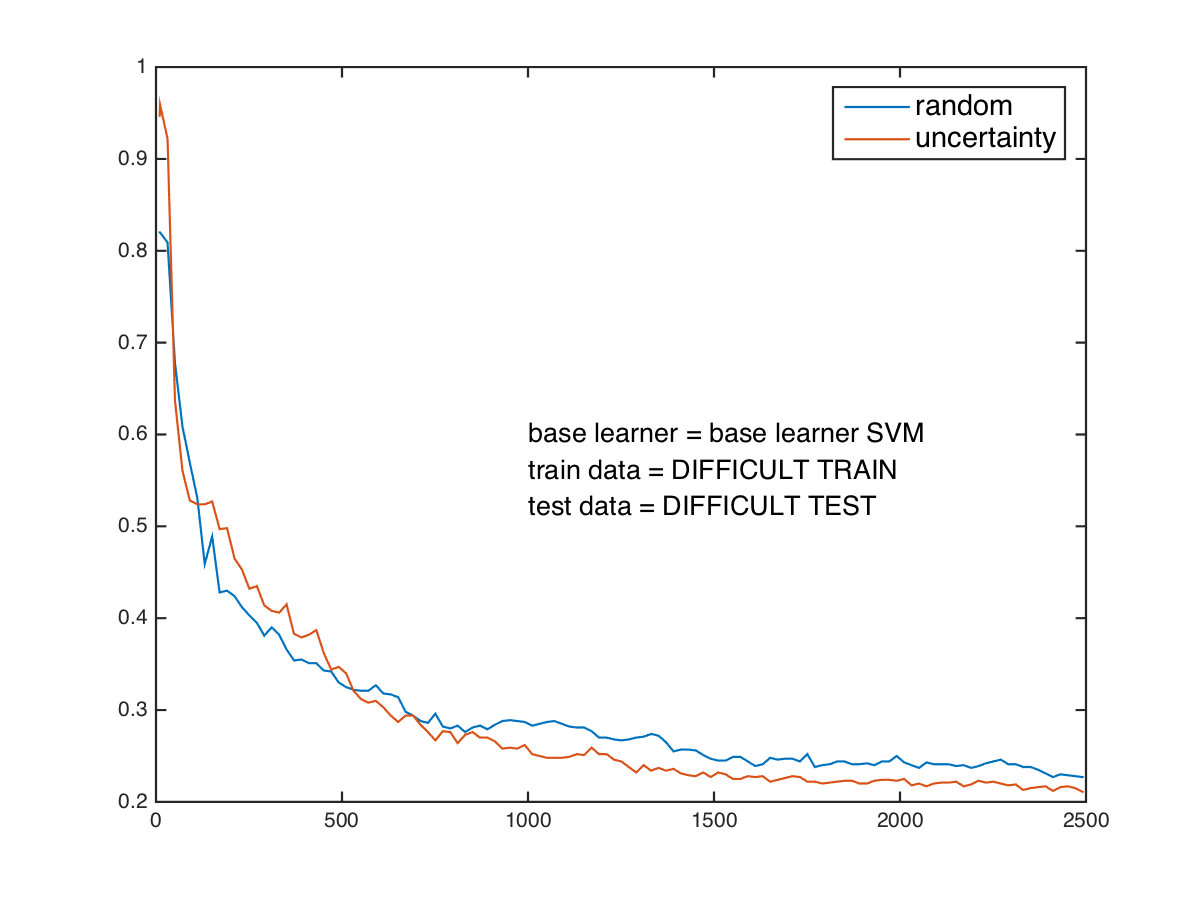 1
0.9
0.8
0.7
0.6
0.5
0.4
0.3
0.2
0 500 1000 1500 2000 2500
random
uncertainty
base learner = base learner SVM
train data = DIFFICULT TRAIN
test data = DIFFICULT TEST